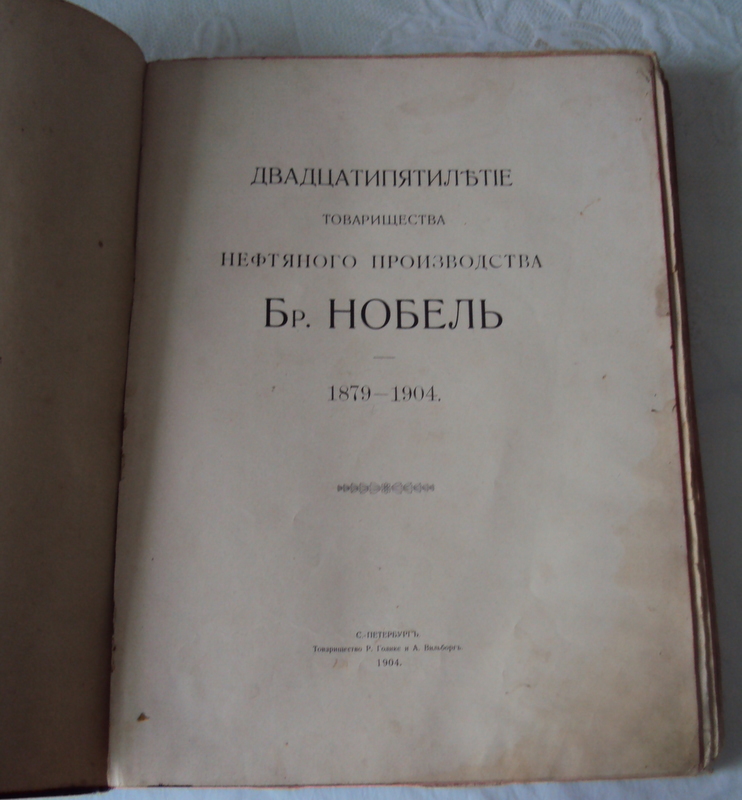 ДВАДЦАТИПЯТИЛѢТІЕ
ТОВАРИЩЕСТВА
НЕФТЯНОГО ПРОИЗВОДСТВА
БР. НОБЕЛЬ
1879—1904.
С.-ПЕТЕРБУРГЪ.
Товарищество Р. Голике и А. Вильборгъ.
1904.